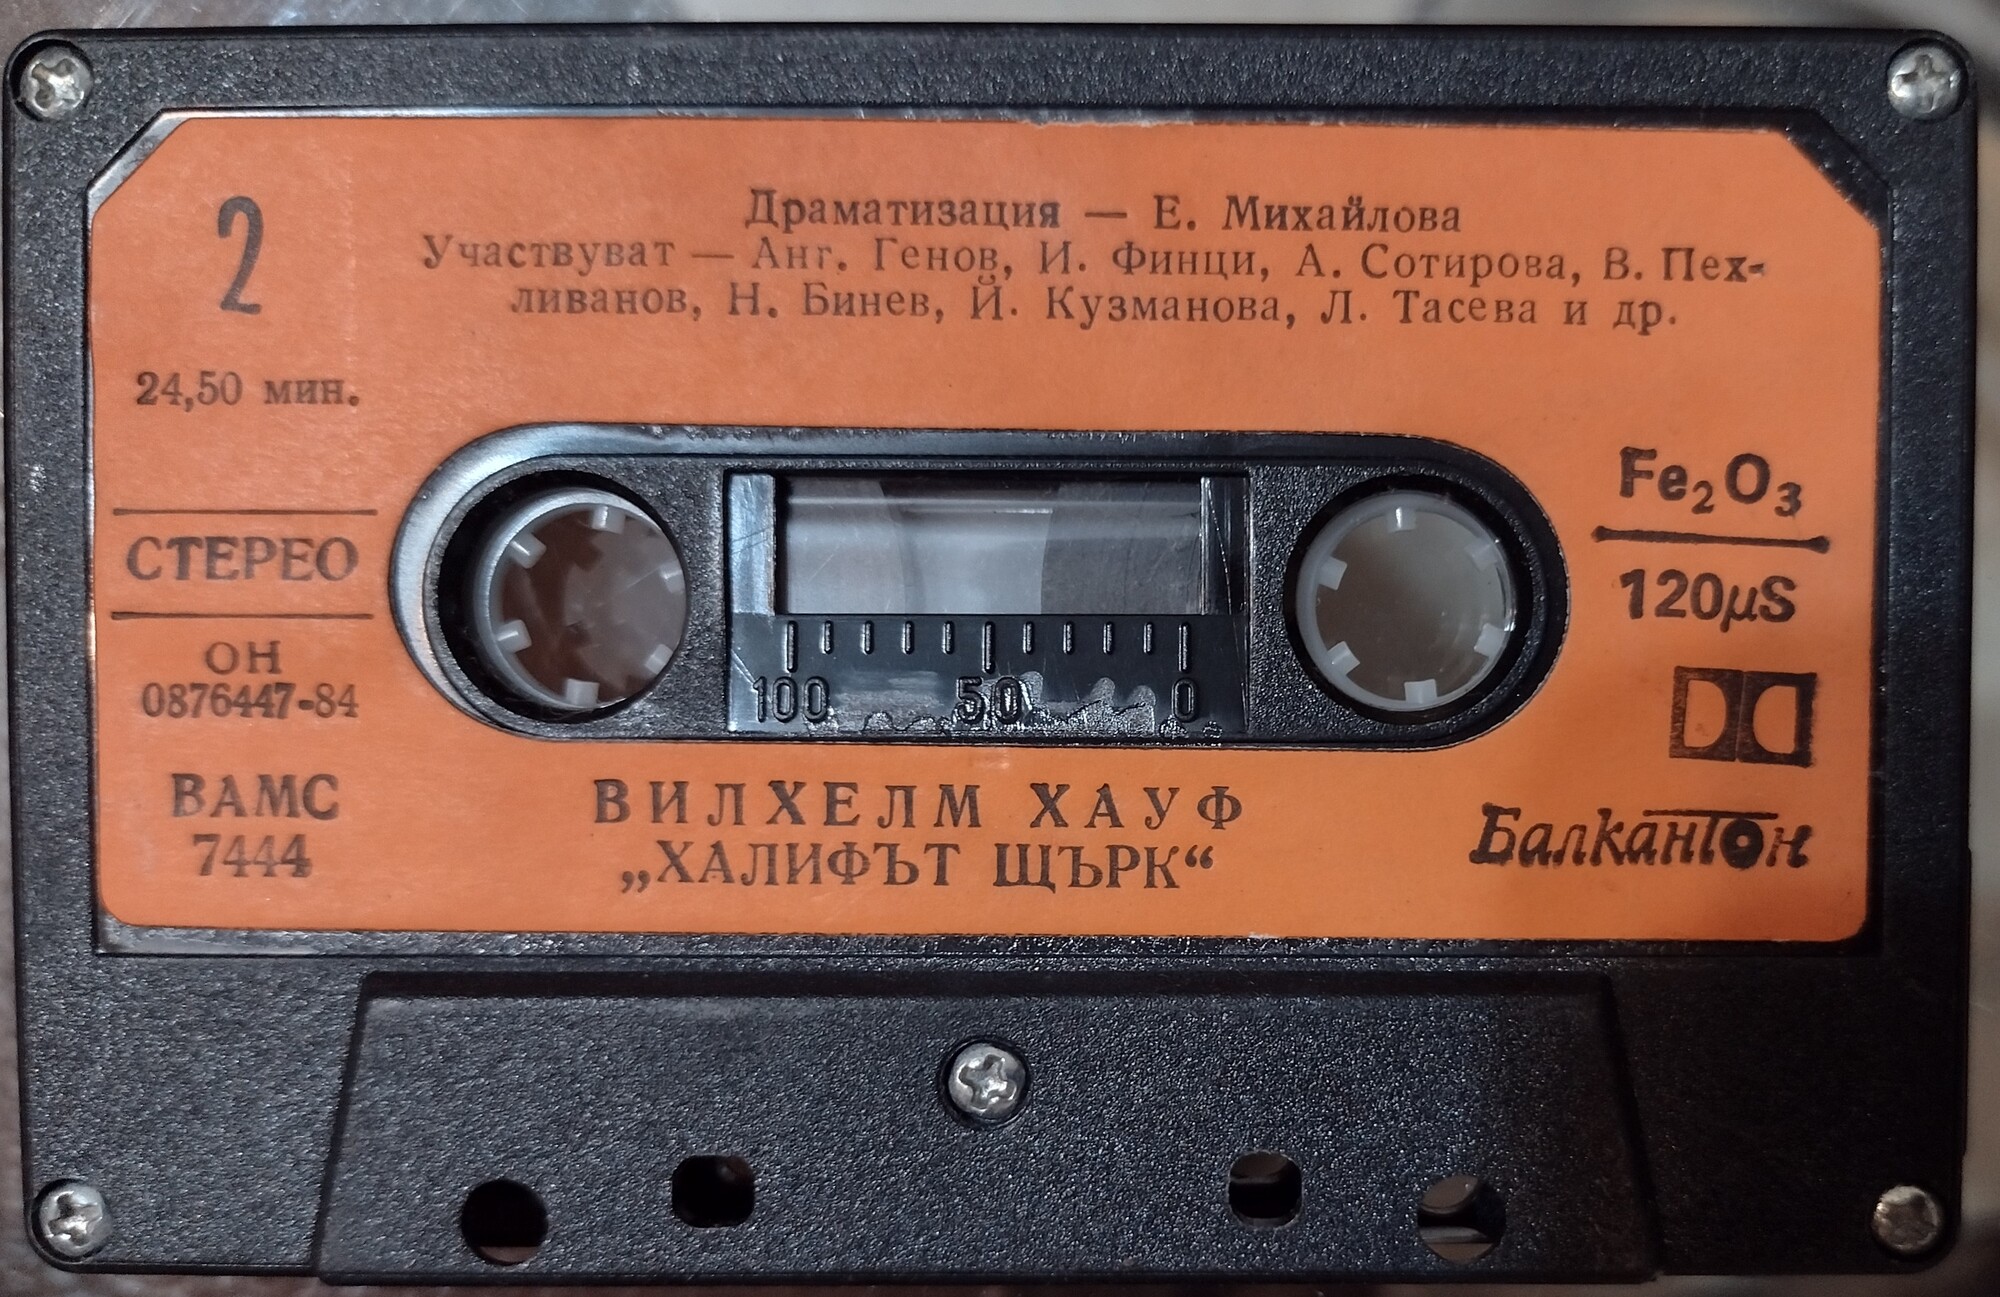 2
Драматизация — Е. Михайлова
Участвуват — Анг. Генов, И. Финци, А. Сотирова, В. Пех-
ливанов, Н. Бинев, Й. Кузманова, Л. Тасева и др.
24,50 мин.
СТЕРЕО
ОН
0876447-84
ВАМС
7444
100 50 0
Fe₂O₃
120µS
Балкантон
ВИЛХЕЛМ ХАУФ
„ХАЛИФЪТ ЩЪРК“